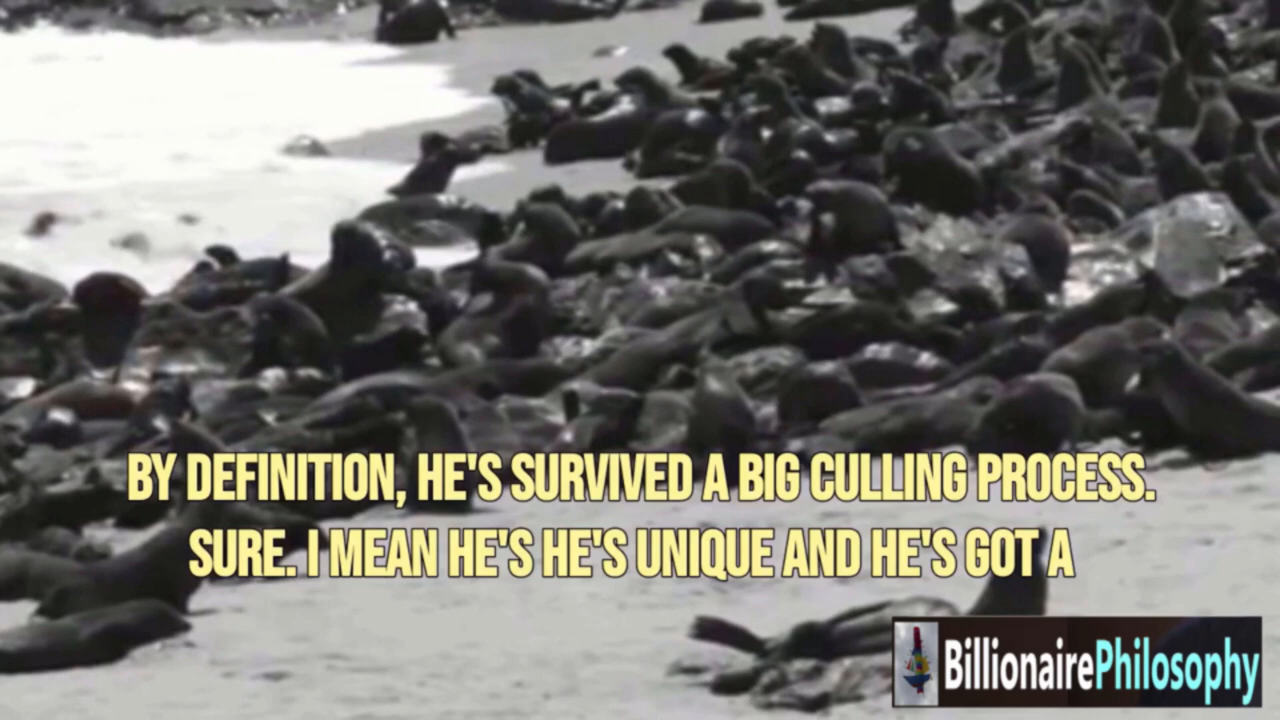 BY DEFINITION, HE'S SURVIVED A BIG CULLING PROCESS.
SURE. I MEAN HE'S HE'S UNIQUE AND HE'S GOT A
BillionairePhilosophy